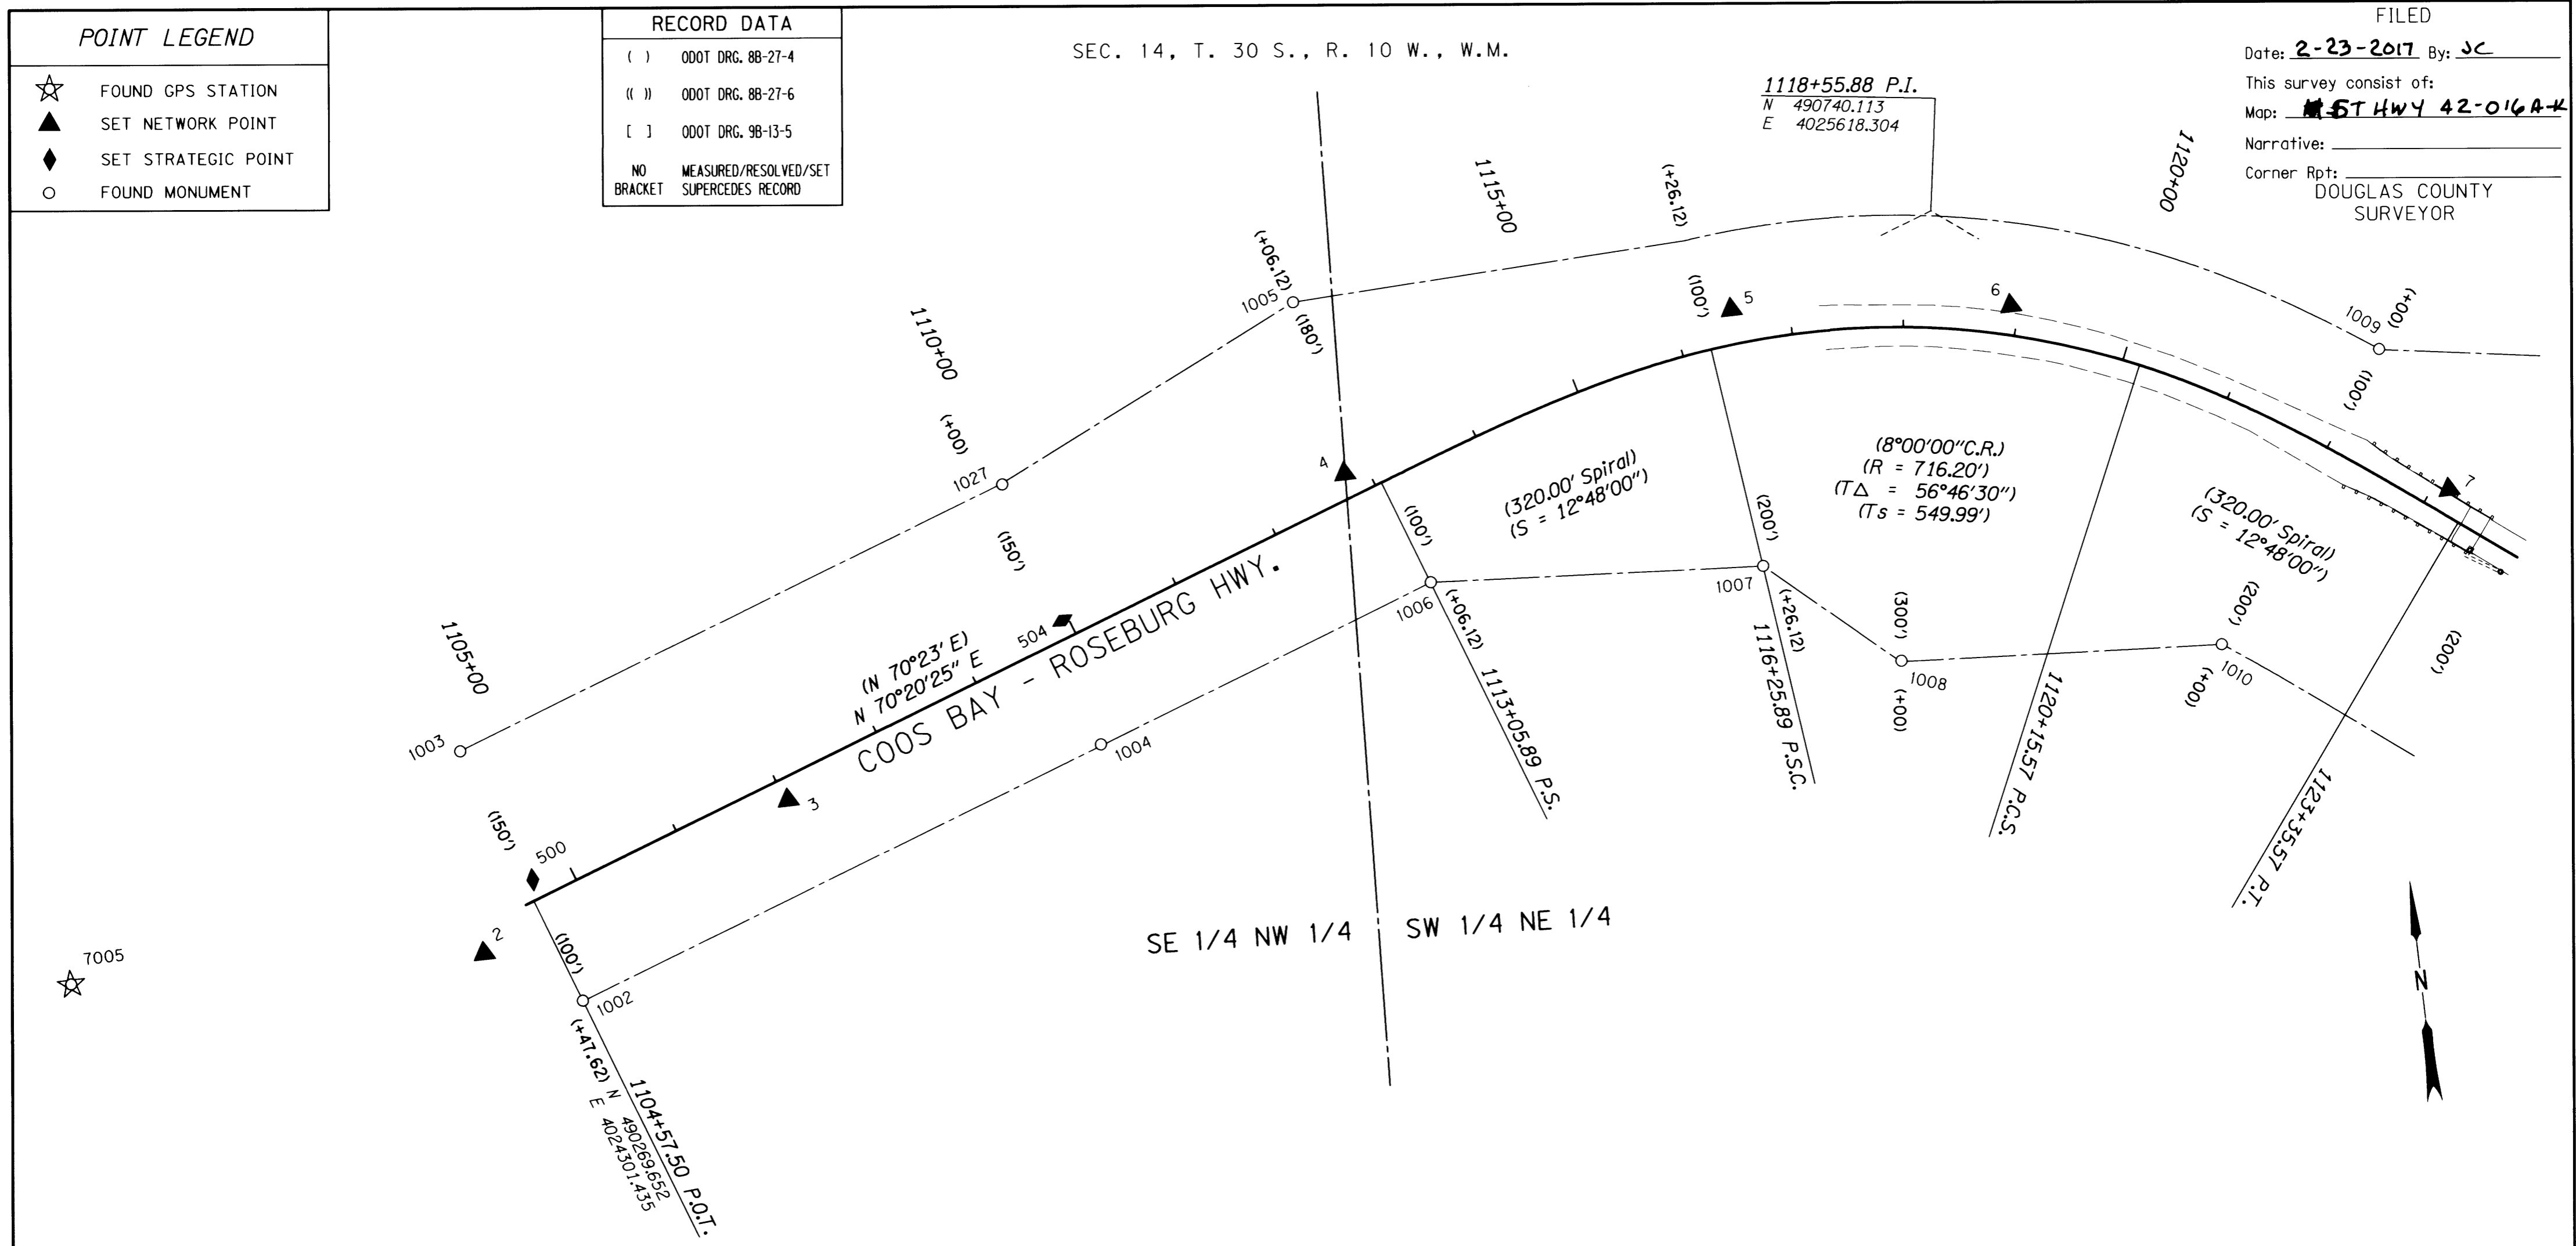 POINT LEGEND
FOUND GPS STATION
SET NETWORK POINT
SET STRATEGIC POINT
FOUND MONUMENT
RECORD DATA
( ) ODOT DRG. 8B-27-4
(( )) ODOT DRG. 8B-27-6
[ ] ODOT DRG. 9B-13-5
NO MEASURED/RESOLVED/SET
BRACKET SUPERCEDES RECORD
SEC. 14, T. 30 S., R. 10 W., W.M.
FILED
Date: 2-23-2017 By: JC
This survey consist of:
Map: ST HWY 42-016A-K
Narrative:
Corner Rpt:
DOUGLAS COUNTY
SURVEYOR
1118+55.88 P.I.
N 490740.113
E 4025618.304
1120+00
1115+00
(+26.12)
(+06.12)
1005
(180')
(100')
5
6
1009
(+00)
(100')
1110+00
(+00)
1027
4
(150')
(100')
(320.00' Spiral)
(S = 12°48'00")
(200')
(8°00'00"C.R.)
(R = 716.20')
(T△ = 56°46'30")
(Ts = 549.99')
(320.00' Spiral)
(S = 12°48'00")
7
1105+00
1003
(N 70°23' E)
N 70°20'25" E
504
COOS BAY - ROSEBURG HWY.
1006
(+06.12)
1113+05.89 P.S.
1007
(+26.12)
1116+25.89 P.S.C.
(300')
1008
(+00)
1120+15.57 P.C.S.
(200')
1010
(+00)
(200')
1123+35.57 P.T.
1004
3
(150')
500
2
7005
(100')
1002
(+47.62)
1104+57.50 P.O.T.
N 490269.652
E 4024301.435
SE 1/4 NW 1/4
SW 1/4 NE 1/4
N